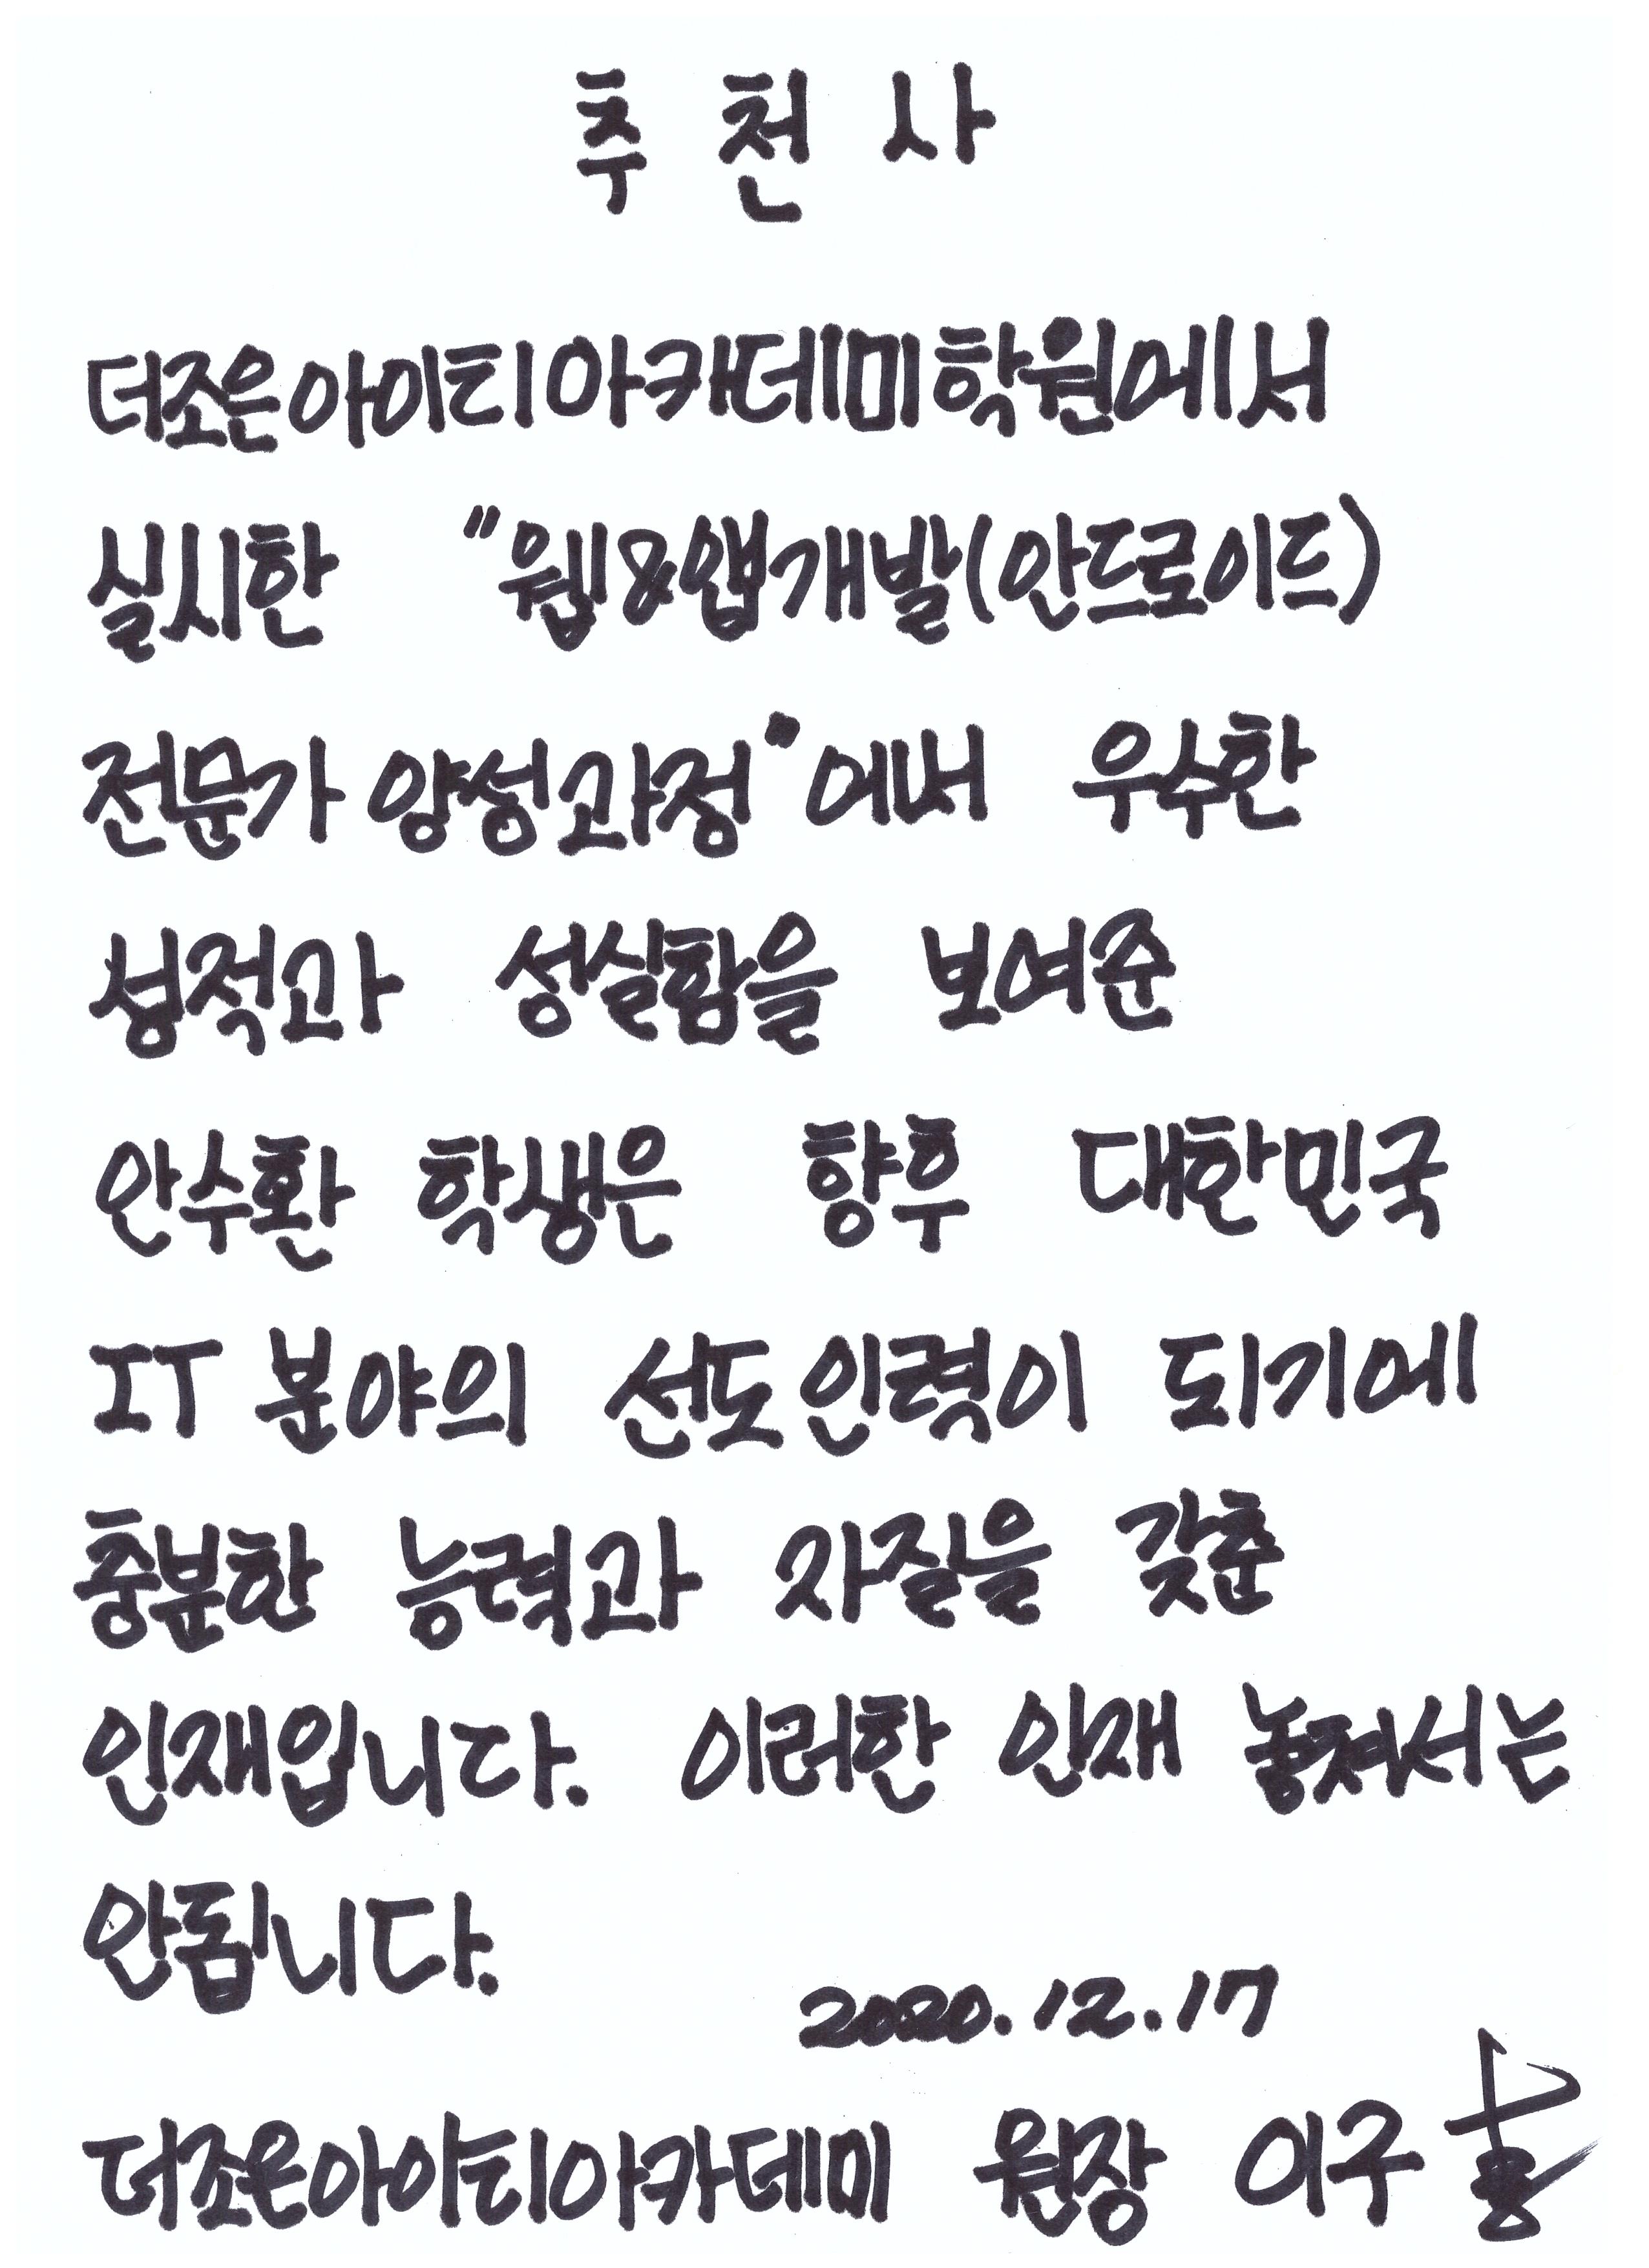 추 천 사
더조은아이티아카데미학원에서
실시한 "웹&앱개발(안드로이드)
전문가 양성과정"에서 우수한
성적과 성실함을 보여준
안수환 학생은 향후 대한민국
IT 분야의 선도인력이 되기에
충분한 능력과 자질을 갖춘
인재입니다. 이러한 인재 놓쳐서는
안됩니다.
2020.12.17
더조은아이티아카데미 원장 이구